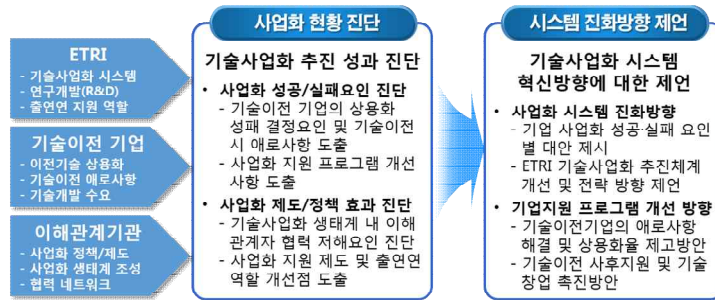 ETRI
- 기술사업화 시스템
- 연구개발(R&D)
- 출연연 지원 역할
기술이전 기업
- 이전기술 상용화
- 기술이전 애로사항
- 기술개발 수요
이해관계기관
- 사업화 정책/제도
- 사업화 생태계 조성
- 협력 네트워크
사업화 현황 진단
기술사업화 추진 성과 진단
• 사업화 성공/실패요인 진단
- 기술이전 기업의 상용화
성패 결정요인 및 기술이전
시 애로사항 도출
- 사업화 지원 프로그램 개선
사항 도출
• 사업화 제도/정책 효과 진단
- 기술사업화 생태계 내 이해
관계자 협력 저해요인 진단
- 사업화 지원 제도 및 출연연
역할 개선점 도출
시스템 진화방향 제언
기술사업화 시스템
혁신방향에 대한 제언
• 사업화 시스템 진화방향
- 기업 사업화 성공·실패 요인
별 대안 제시
- ETRI 기술사업화 추진체계
개선 및 전략 방향 제언
• 기업지원 프로그램 개선 방향
- 기술이전기업의 애로사항
해결 및 상용화율 제고방안
- 기술이전 사후지원 및 기술
창업 촉진방안